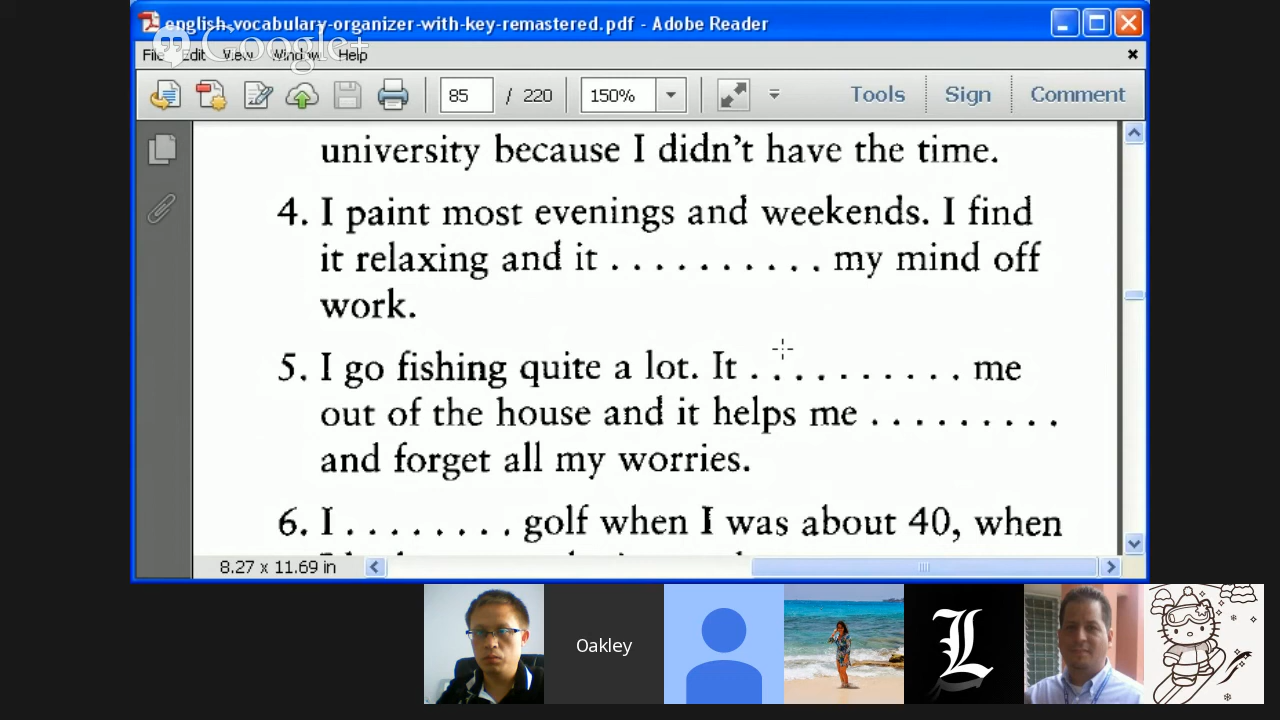 english-vocabulary-organizer-with-key-remastered.pdf - Adobe Reader
Google+
File Edit View Window Help
85 / 220 150% Tools Sign Comment
university because I didn't have the time.
4. I paint most evenings and weekends. I find
it relaxing and it . . . . . . . . . . my mind off
work.
5. I go fishing quite a lot. It . . . . . . . . . . me
out of the house and it helps me . . . . . . . . .
and forget all my worries.
6. I . . . . . . . . golf when I was about 40, when
8.27 x 11.69 in
Oakley
L